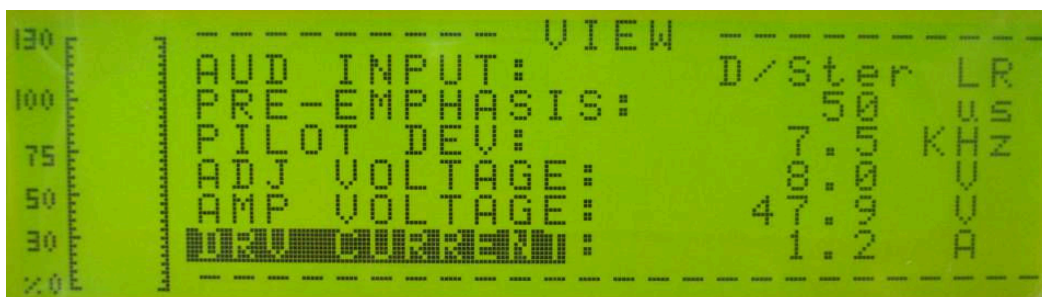 VIEW
AUD INPUT: D/Ster LR
PRE-EMPHASIS: 50 us
PILOT DEV: 7.5 KHz
ADJ VOLTAGE: 8.0 V
AMP VOLTAGE: 47.9 V
DRV CURRENT: 1.2 A
130
100
75
50
30
%0